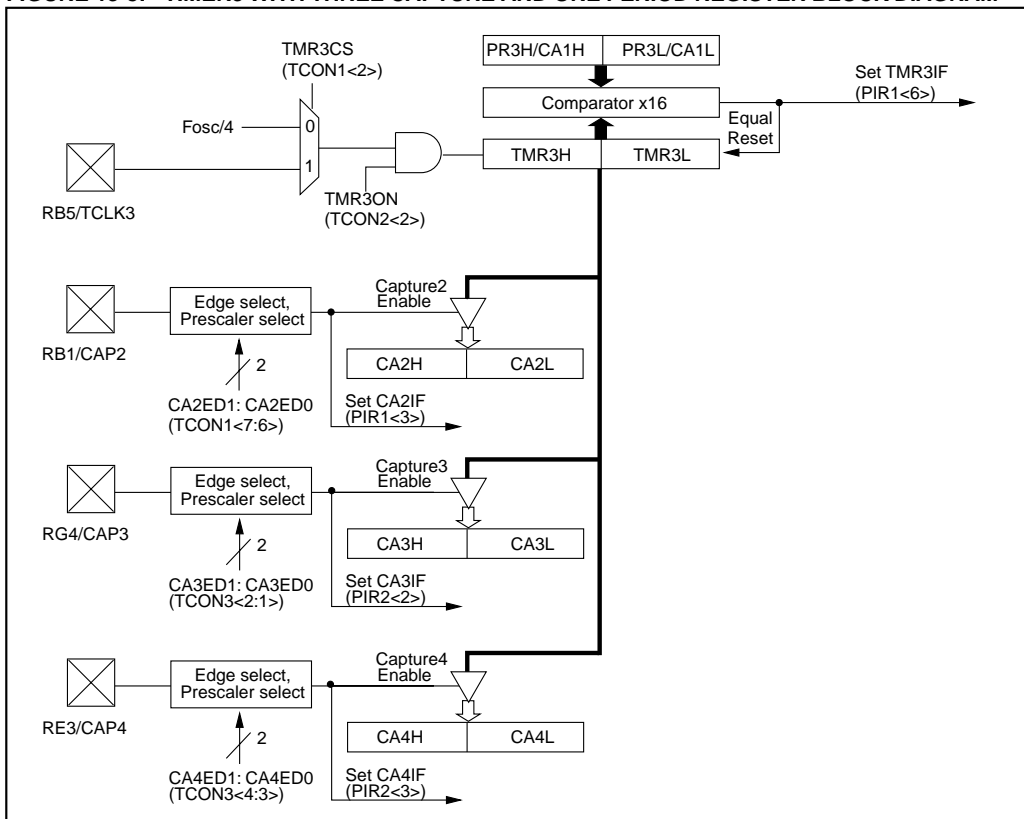 TMR3CS
(TCON1<2>)
PR3H/CA1H PR3L/CA1L
Set TMR3IF
(PIR1<6>)
Comparator x16
Fosc/4
0
Equal
Reset
1
TMR3H TMR3L
TMR3ON
(TCON2<2>)
RB5/TCLK3
Capture2
Enable
Edge select,
Prescaler select
RB1/CAP2
2
CA2H CA2L
CA2ED1: CA2ED0
(TCON1<7:6>)
Set CA2IF
(PIR1<3>)
Capture3
Enable
Edge select,
Prescaler select
RG4/CAP3
2
CA3H CA3L
CA3ED1: CA3ED0
(TCON3<2:1>)
Set CA3IF
(PIR2<2>)
Capture4
Enable
Edge select,
Prescaler select
RE3/CAP4
2
CA4H CA4L
CA4ED1: CA4ED0
(TCON3<4:3>)
Set CA4IF
(PIR2<3>)